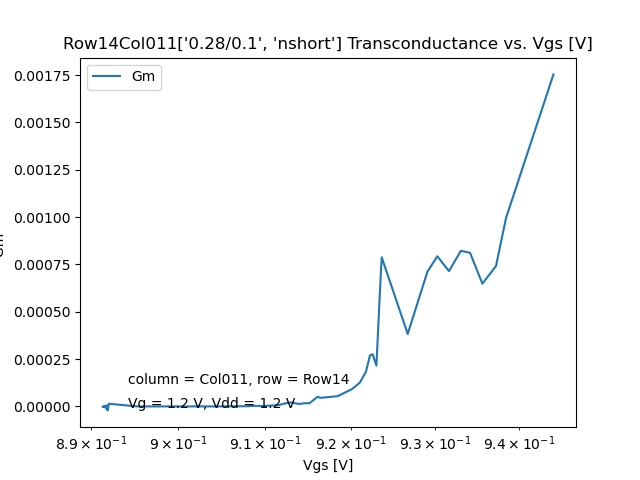 Row14Col011['0.28/0.1', 'nshort'] Transconductance vs. Vgs [V]
Gm
0.00175
0.00150
0.00125
0.00100
0.00075
0.00050
0.00025
0.00000
Gm
column = Col011, row = Row14
Vg = 1.2 V, Vdd = 1.2 V
8.9 × 10⁻¹ 9 × 10⁻¹ 9.1 × 10⁻¹ 9.2 × 10⁻¹ 9.3 × 10⁻¹ 9.4 × 10⁻¹
Vgs [V]